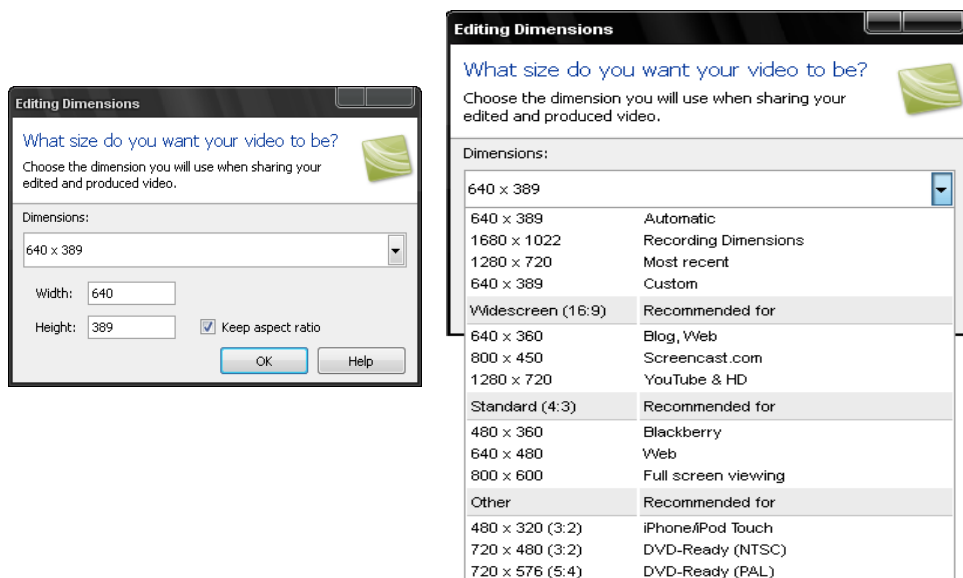 Editing Dimensions
What size do you want your video to be?
Choose the dimension you will use when sharing your
edited and produced video.
Dimensions:
640 x 389
Width: 640
Height: 389 Keep aspect ratio
OK Help
Editing Dimensions
What size do you want your video to be?
Choose the dimension you will use when sharing your
edited and produced video.
Dimensions:
640 x 389
640 x 389 Automatic
1680 x 1022 Recording Dimensions
1280 x 720 Most recent
640 x 389 Custom
Widescreen (16:9) Recommended for
640 x 360 Blog, Web
800 x 450 Screencast.com
1280 x 720 YouTube & HD
Standard (4:3) Recommended for
480 x 360 Blackberry
640 x 480 Web
800 x 600 Full screen viewing
Other Recommended for
480 x 320 (3:2) iPhone/iPod Touch
720 x 480 (3:2) DVD-Ready (NTSC)
720 x 576 (5:4) DVD-Ready (PAL)